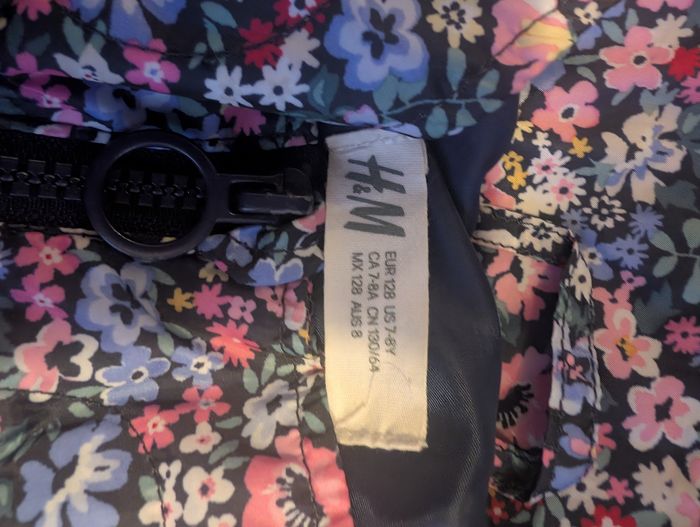 H&M
EUR 128 US 7-8Y
CA 7-8A CN 130/64
MX 128 AUS 8